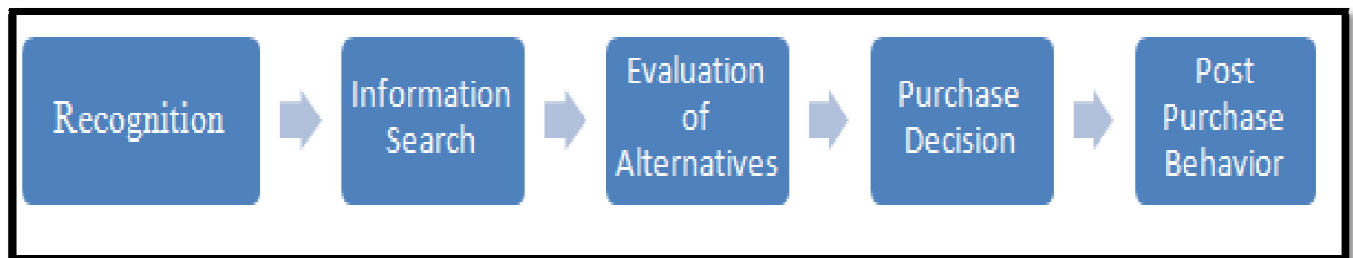 Recognition
Information
Search
Evaluation
of
Alternatives
Purchase
Decision
Post
Purchase
Behavior